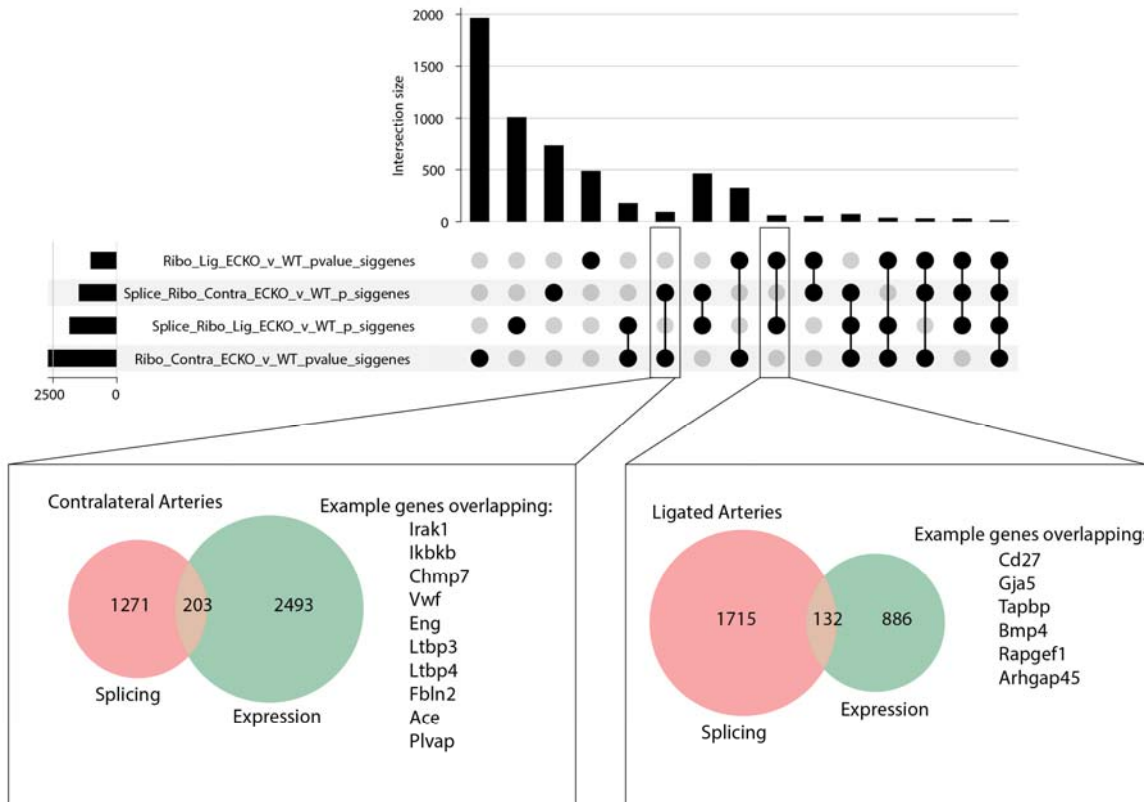 2000
1500
1000
500
0
Intersection size
Ribo_Lig_ECKO_v_WT_pvalue_siggenes
Splice_Ribo_Contra_ECKO_v_WT_p_siggenes
Splice_Ribo_Lig_ECKO_v_WT_p_siggenes
Ribo_Contra_ECKO_v_WT_pvalue_siggenes
2500 0
Contralateral Arteries
1271 203 2493
Splicing
Expression
Example genes overlapping:
Irak1
Ikbkb
Chmp7
Vwf
Eng
Ltbp3
Ltbp4
Fbln2
Ace
Plvap
Ligated Arteries
1715 132 886
Splicing
Expression
Example genes overlapping:
Cd27
Gja5
Tapbp
Bmp4
Rapgef1
Arhgap45